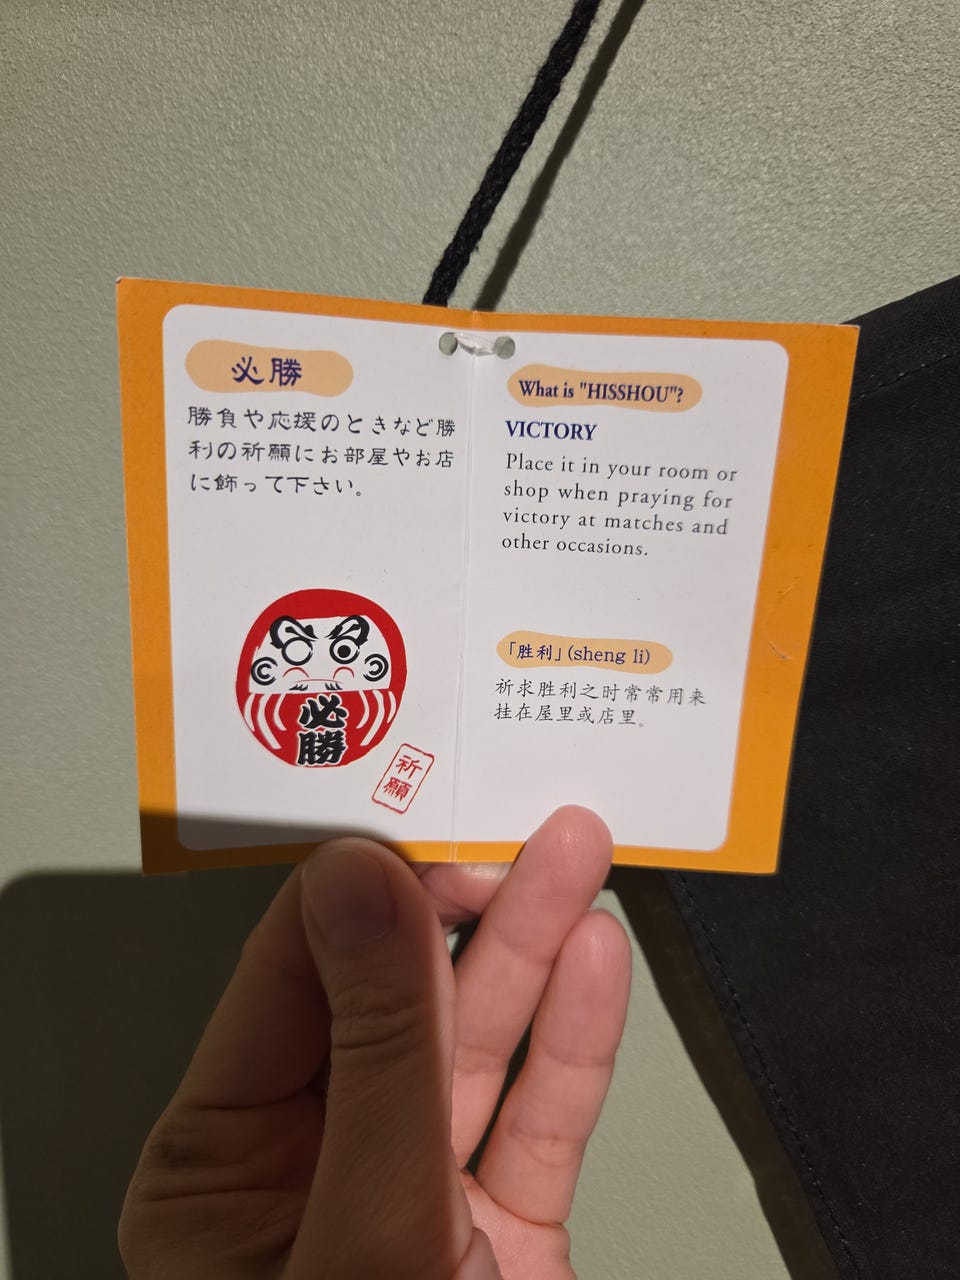 必勝
勝負や応援のときなど勝
利の祈願にお部屋やお店
に飾って下さい。
必
勝
祈
願
What is "HISSHOU"?
VICTORY
Place it in your room or
shop when praying for
victory at matches and
other occasions.
「胜利」(sheng li)
祈求胜利之时常常用来
挂在屋里或店里。